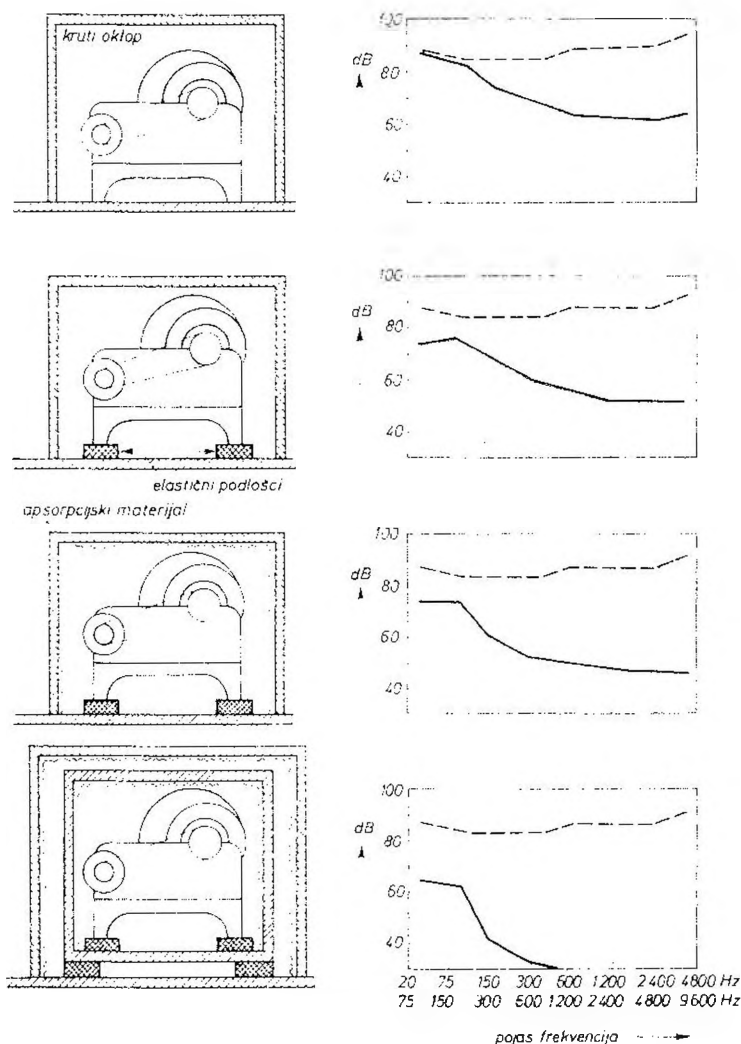 kruti oklop
100
dB
80
60
40
elastični podlošci
100
dB
80
60
40
apsorpcijski materijal
100
dB
80
60
40
100
dB
80
60
40
20 75 150 300 600 1200 2400 4800 Hz
75 150 300 600 1200 2400 4800 9600 Hz
pojas frekvencija